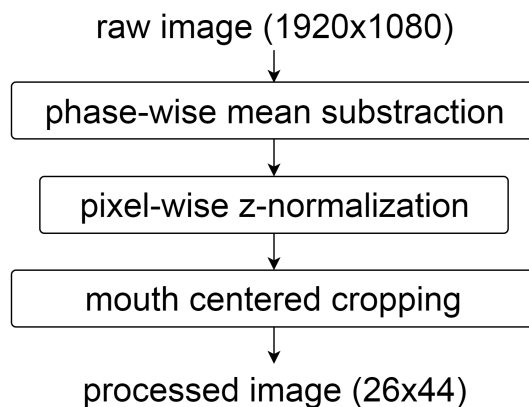 raw image (1920x1080)
phase-wise mean substraction
pixel-wise z-normalization
mouth centered cropping
processed image (26x44)